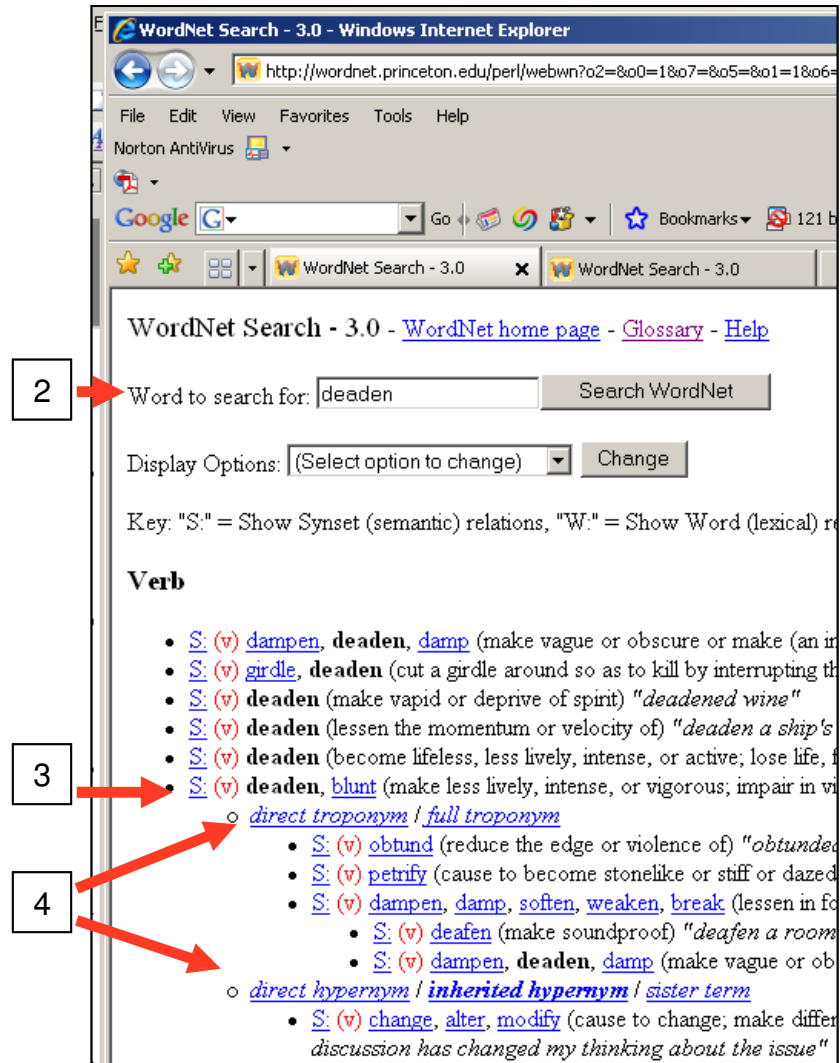 WordNet Search - 3.0 - Windows Internet Explorer
http://wordnet.princeton.edu/perl/webwn?o2=&o0=1&o7=&o5=&o1=1&o6=
File Edit View Favorites Tools Help
Norton AntiVirus
Google G Go Bookmarks 121 b
WordNet Search - 3.0 WordNet Search - 3.0
WordNet Search - 3.0 - WordNet home page - Glossary - Help
2
Word to search for: deaden Search WordNet
Display Options: (Select option to change) Change
Key: "S:" = Show Synset (semantic) relations, "W:" = Show Word (lexical) re
Verb
• S: (v) dampen, deaden, damp (make vague or obscure or make (an in
• S: (v) girdle, deaden (cut a girdle around so as to kill by interrupting th
• S: (v) deaden (make vapid or deprive of spirit) "deadened wine"
• S: (v) deaden (lessen the momentum or velocity of) "deaden a ship's
• S: (v) deaden (become lifeless, less lively, intense, or active; lose life, f
3
• S: (v) deaden, blunt (make less lively, intense, or vigorous; impair in vi
4
o direct troponym / full troponym
• S: (v) obtund (reduce the edge or violence of) "obtunded
• S: (v) petrify (cause to become stonelike or stiff or dazed
• S: (v) dampen, damp, soften, weaken, break (lessen in fo
• S: (v) deafen (make soundproof) "deafen a room
• S: (v) dampen, deaden, damp (make vague or ob
o direct hypernym / inherited hypernym / sister term
• S: (v) change, alter, modify (cause to change; make differ
discussion has changed my thinking about the issue"